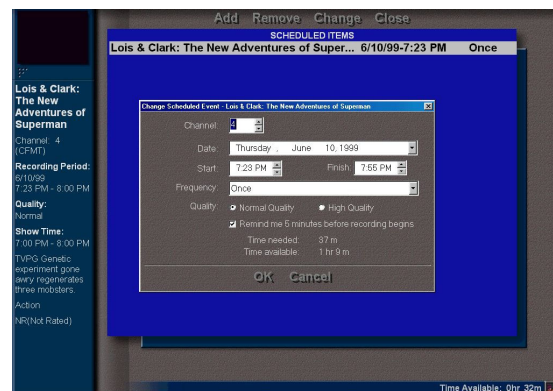 Add Remove Change Close
SCHEDULED ITEMS
Lois & Clark: The New Adventures of Super... 6/10/99-7:23 PM Once
Lois & Clark:
The New
Adventures of
Superman
Channel: 4
(CFMT)
Recording Period:
6/10/99
7:23 PM - 8:00 PM
Quality:
Normal
Show Time:
7:00 PM - 8:00 PM
TVPG Genetic
experiment gone
awry regenerates
three mobsters.
Action
NR(Not Rated)
Change Scheduled Event - Lois & Clark: The New Adventures of Superman
Channel: 4
Date: Thursday , June 10, 1999
Start: 7:23 PM Finish: 7:55 PM
Frequency: Once
Quality: Normal Quality High Quality
Remind me 5 minutes before recording begins
Time needed: 37 m
Time available: 1 hr 9 m
OK Cancel
Time Available: 0hr 32m